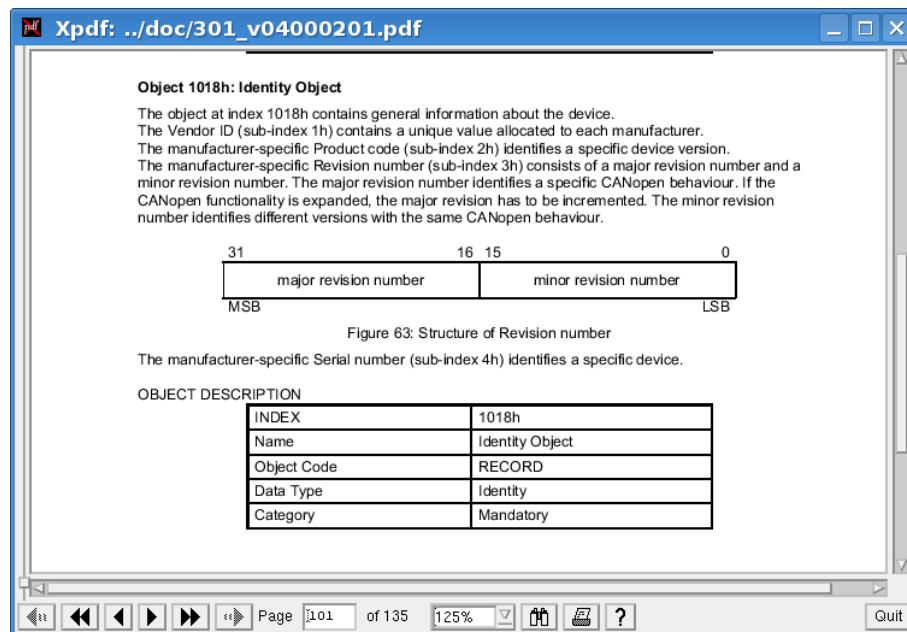 Xpdf: ../doc/301_v04000201.pdf
Object 1018h: Identity Object
The object at index 1018h contains general information about the device.
The Vendor ID (sub-index 1h) contains a unique value allocated to each manufacturer.
The manufacturer-specific Product code (sub-index 2h) identifies a specific device version.
The manufacturer-specific Revision number (sub-index 3h) consists of a major revision number and a
minor revision number. The major revision number identifies a specific CANopen behaviour. If the
CANopen functionality is expanded, the major revision has to be incremented. The minor revision
number identifies different versions with the same CANopen behaviour.
31 16 15 0
major revision number minor revision number
MSB LSB
Figure 63: Structure of Revision number
The manufacturer-specific Serial number (sub-index 4h) identifies a specific device.
OBJECT DESCRIPTION
INDEX 1018h
Name Identity Object
Object Code RECORD
Data Type Identity
Category Mandatory
Page 101 of 135 125% ? Quit